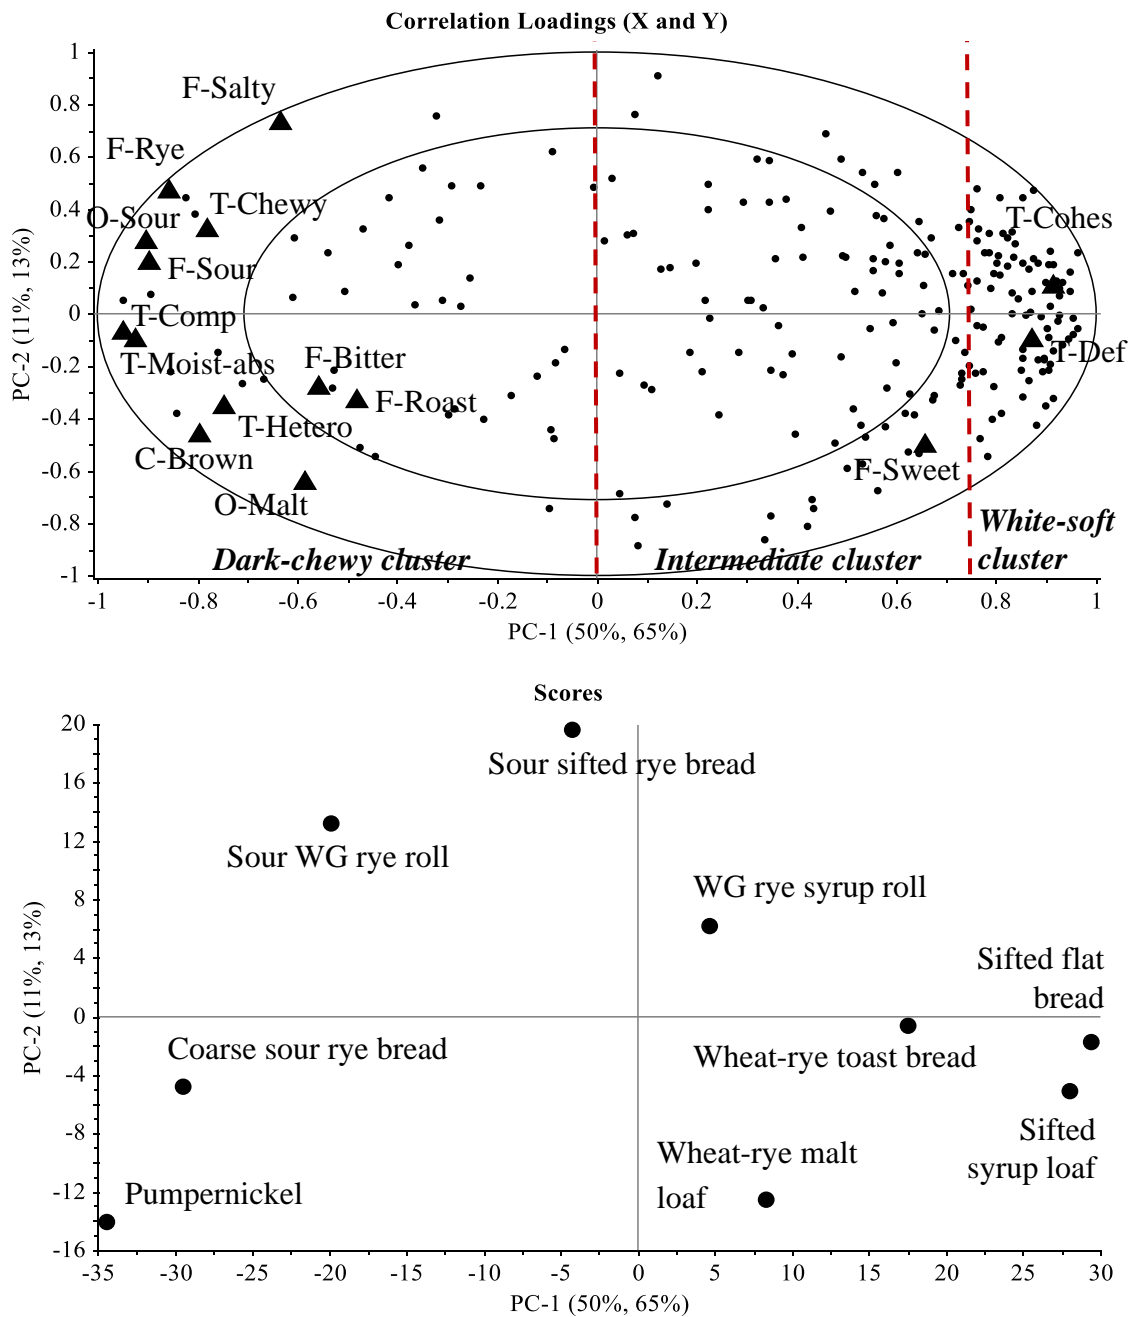 Correlation Loadings (X and Y)
1
0.8
0.6
0.4
0.2
0
-0.2
-0.4
-0.6
-0.8
-1
PC-2 (11%, 13%)
F-Salty
F-Rye
T-Chewy
O-Sour
F-Sour
T-Comp
T-Moist-abs
F-Bitter
F-Roast
T-Hetero
C-Brown
O-Malt
T-Cohes
T-Def
F-Sweet
Dark-chewy cluster
Intermediate cluster
White-soft
cluster
-1 -0.8 -0.6 -0.4 -0.2 0 0.2 0.4 0.6 0.8 1
PC-1 (50%, 65%)
Scores
20
16
12
8
4
0
-4
-8
-12
-16
PC-2 (11%, 13%)
Sour sifted rye bread
Sour WG rye roll
WG rye syrup roll
Sifted flat
bread
Coarse sour rye bread
Wheat-rye toast bread
Sifted
syrup loaf
Wheat-rye malt
loaf
Pumpernickel
-35 -30 -25 -20 -15 -10 -5 0 5 10 15 20 25 30
PC-1 (50%, 65%)